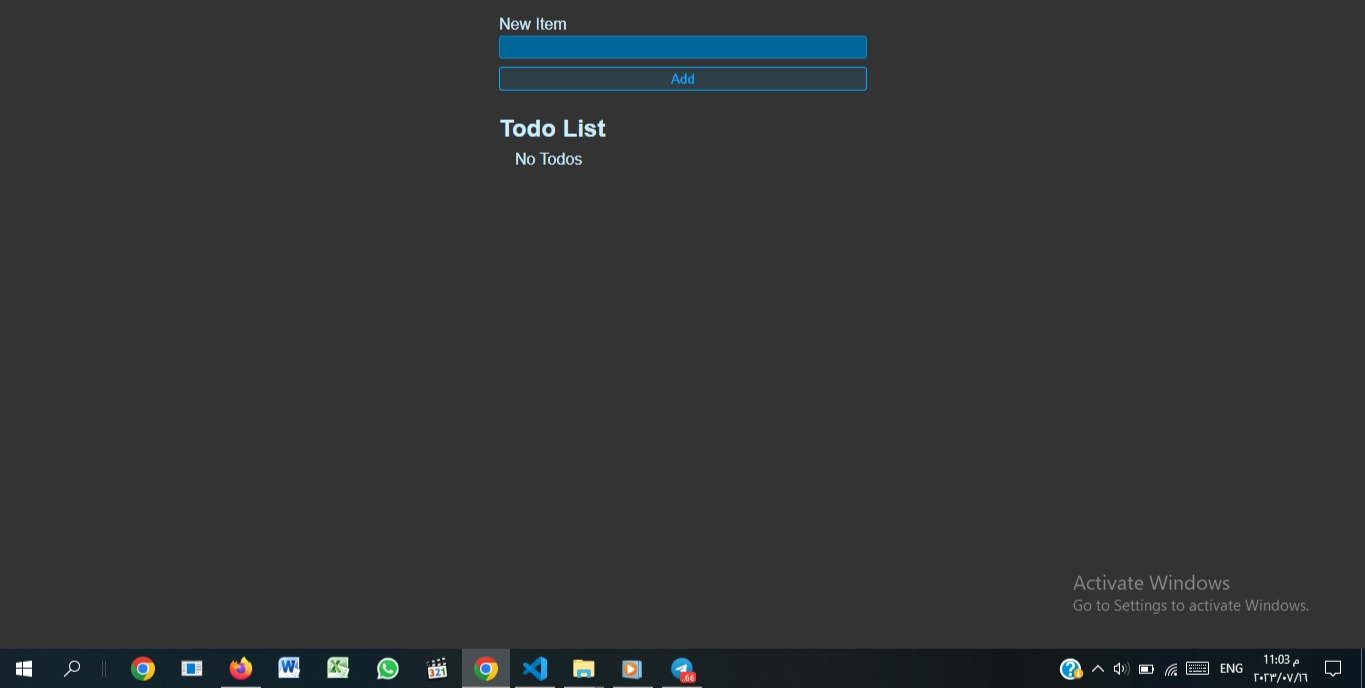 New Item
Add
Todo List
No Todos
Activate Windows
Go to Settings to activate Windows.
321
.66
ENG
11:03 م
٢٠٢٣/٠٧/١٦